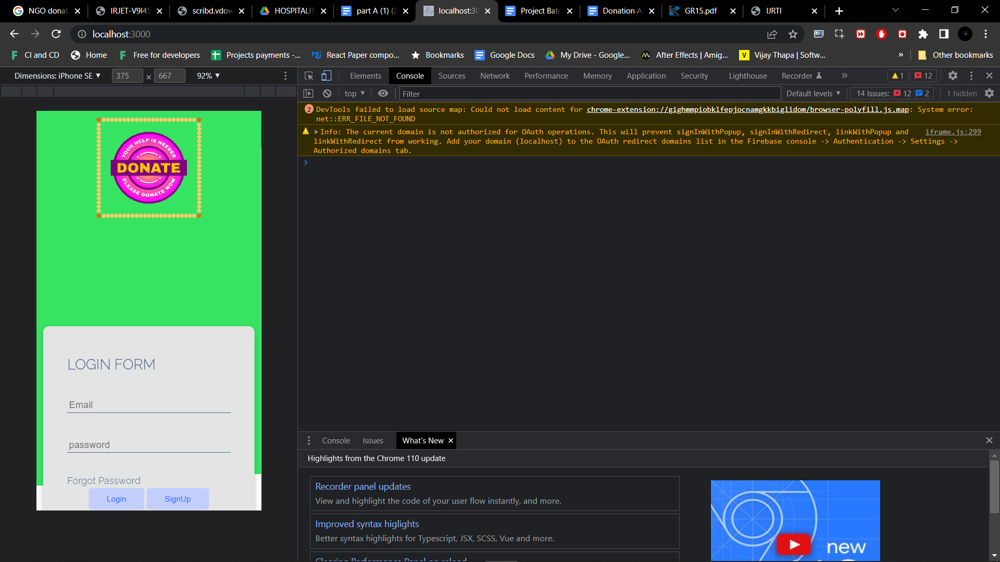 NGO donat
IRJET-V9I45
scribd.vdow
HOSPITALIT
part A (1) (2
localhost:30
Project Batc
Donation A
GR15.pdf
IJRTI
localhost:3000
CI and CD
Home
Free for developers
Projects payments -...
React Paper compo...
Bookmarks
Google Docs
My Drive - Google...
After Effects | Amig...
Vijay Thapa | Softw...
»
Other bookmarks
Dimensions: iPhone SE ▼ 375 × 667 92% ▼
Elements Console Sources Network Performance Memory Application Security Lighthouse Recorder » 1 12
top ▼ Filter Default levels ▼ 14 Issues: 12 2 1 hidden
2 DevTools failed to load source map: Could not load content for chrome-extension://gighmmpiobklfepjocnamgkkbiglidom/browser-polyfill.js.map: System error:
net::ERR_FILE_NOT_FOUND
Info: The current domain is not authorized for OAuth operations. This will prevent signInWithPopup, signInWithRedirect, linkWithPopup and iframe.js:299
linkWithRedirect from working. Add your domain (localhost) to the OAuth redirect domains list in the Firebase console -> Authentication -> Settings ->
Authorized domains tab.
YOUR HELP IS NEEDED
DONATE
PLEASE DONATE NOW
LOGIN FORM
Email
password
Forgot Password
Login SignUp
Console Issues What's New
Highlights from the Chrome 110 update
Recorder panel updates
View and highlight the code of your user flow instantly, and more.
Improved syntax higlights
Better syntax highlights for Typescript, JSX, SCSS, Vue and more.
new